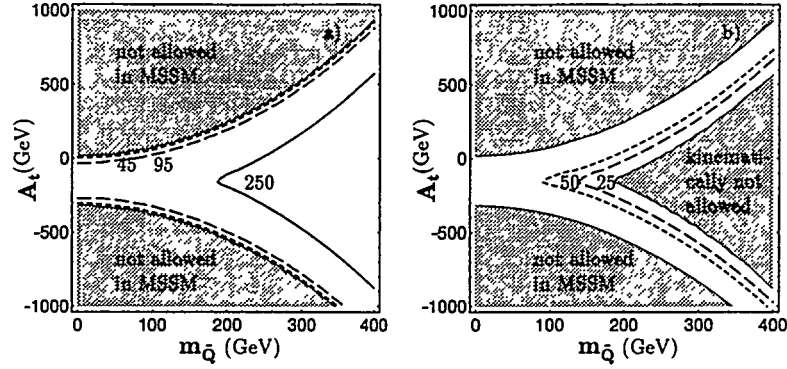 1000
500
0
-500
-1000
A_t(GeV)
a)
not allowed
in MSSM
45 95
250
not allowed
in MSSM
0 100 200 300 400
m_Q̃ (GeV)
1000
500
0
-500
-1000
A_t(GeV)
b)
not allowed
in MSSM
kinemati-
cally not
allowed
50 25
not allowed
in MSSM
0 100 200 300 400
m_Q̃ (GeV)